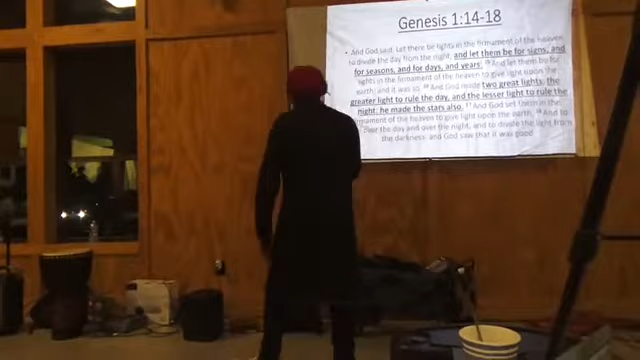 Genesis 1:14-18
• And God said, Let there be lights in the firmament of the heaven
to divide the day from the night; and let them be for signs, and
for seasons, and for days, and years: 15 And let them be for
lights in the firmament of the heaven to give light upon the
earth: and it was so. 16 And God made two great lights; the
greater light to rule the day, and the lesser light to rule the
night: he made the stars also. 17 And God set them in the
firmament of the heaven to give light upon the earth, 18 And to
rule over the day and over the night, and to divide the light from
the darkness: and God saw that it was good.